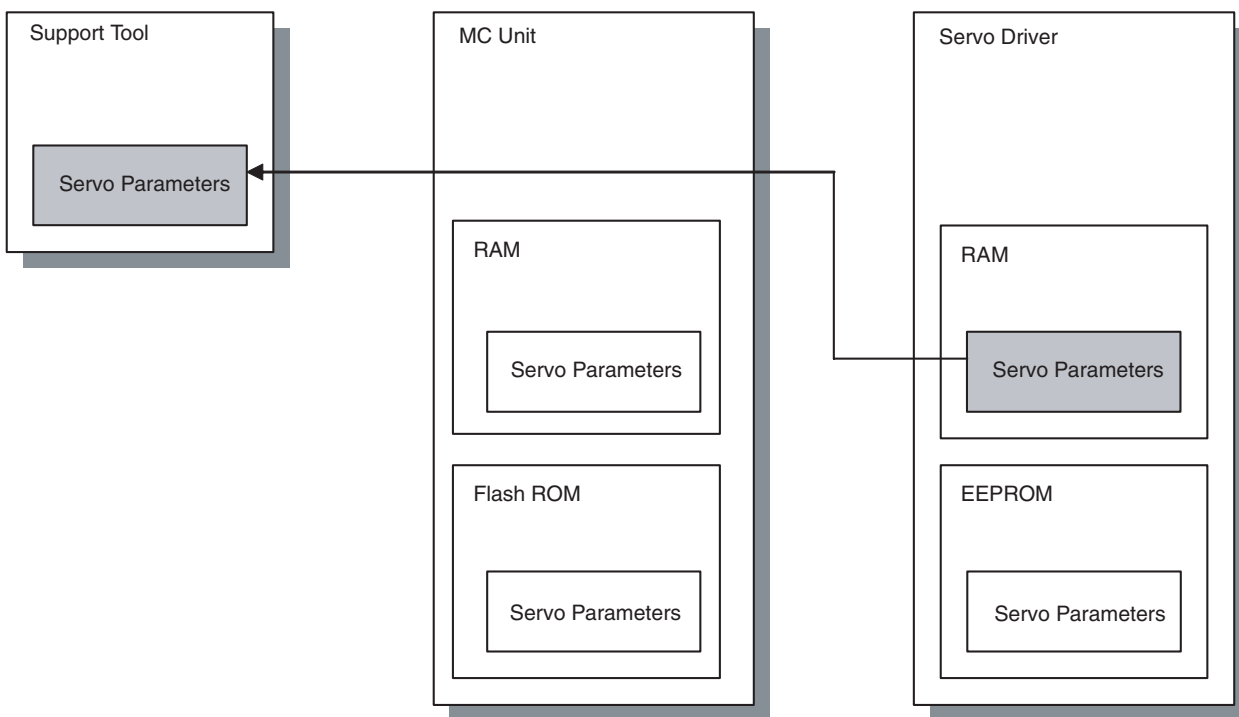 Support Tool
Servo Parameters
MC Unit
RAM
Servo Parameters
Flash ROM
Servo Parameters
Servo Driver
RAM
Servo Parameters
EEPROM
Servo Parameters